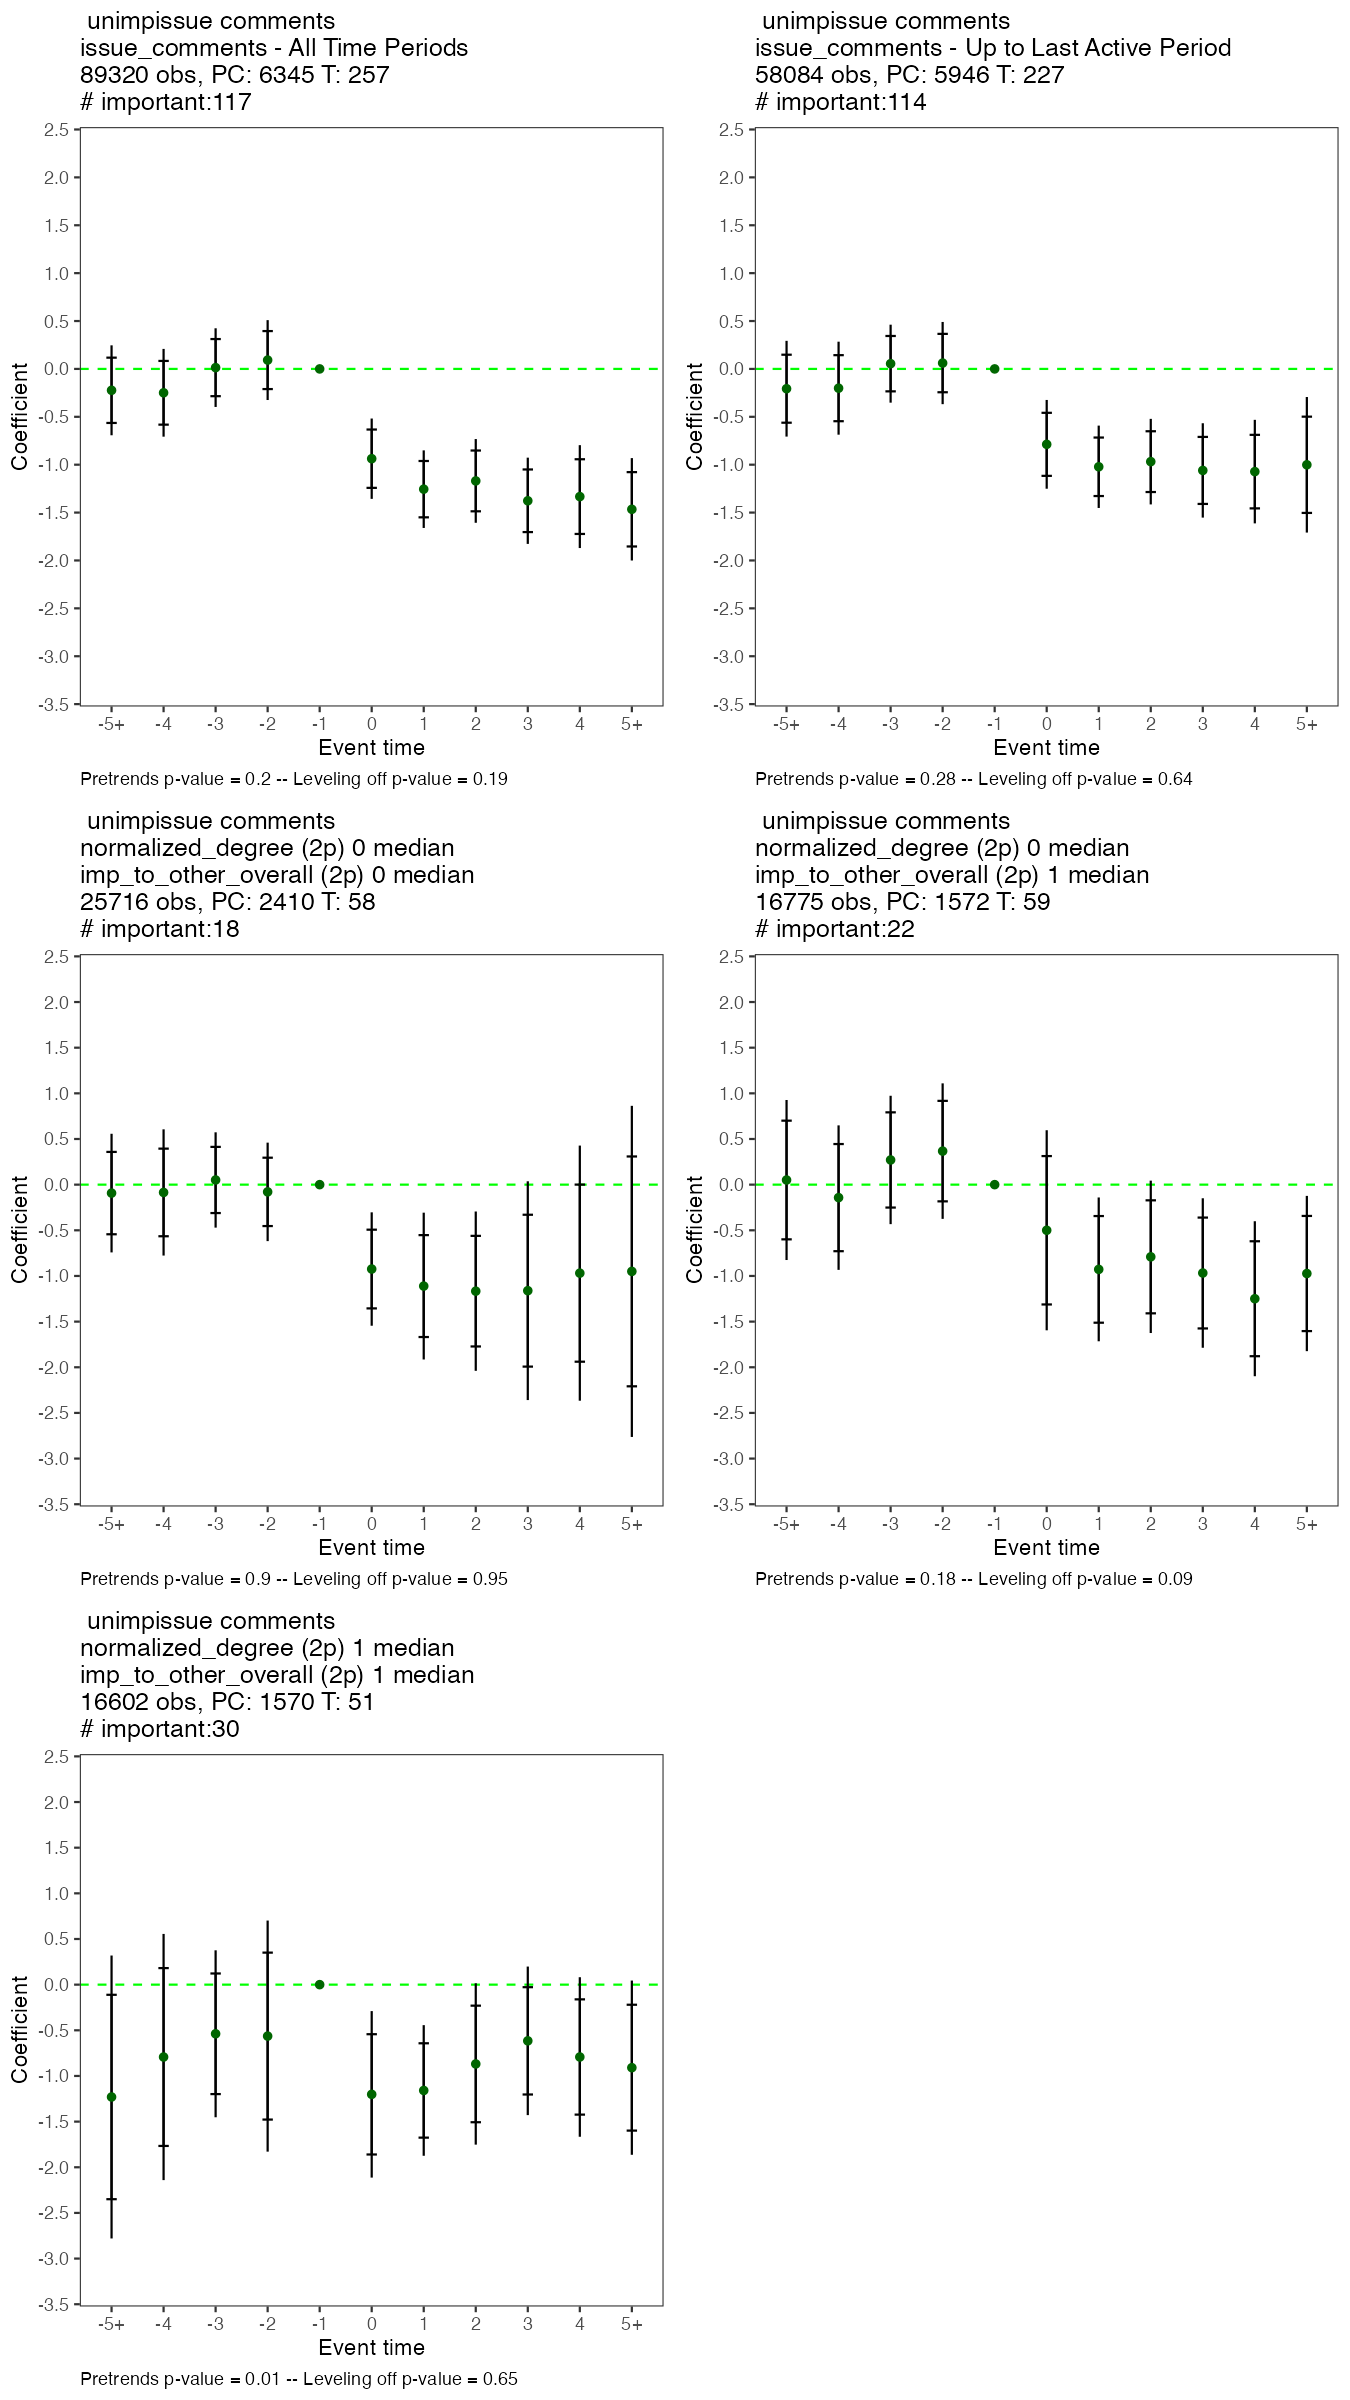 unimpissue comments
issue_comments - All Time Periods
89320 obs, PC: 6345 T: 257
# important:117
2.5
2.0
1.5
1.0
0.5
0.0
-0.5
-1.0
-1.5
-2.0
-2.5
-3.0
-3.5
Coefficient
-5+ -4 -3 -2 -1 0 1 2 3 4 5+
Event time
Pretrends p-value = 0.2 -- Leveling off p-value = 0.19
unimpissue comments
issue_comments - Up to Last Active Period
58084 obs, PC: 5946 T: 227
# important:114
2.5
2.0
1.5
1.0
0.5
0.0
-0.5
-1.0
-1.5
-2.0
-2.5
-3.0
-3.5
Coefficient
-5+ -4 -3 -2 -1 0 1 2 3 4 5+
Event time
Pretrends p-value = 0.28 -- Leveling off p-value = 0.64
unimpissue comments
normalized_degree (2p) 0 median
imp_to_other_overall (2p) 0 median
25716 obs, PC: 2410 T: 58
# important:18
2.5
2.0
1.5
1.0
0.5
0.0
-0.5
-1.0
-1.5
-2.0
-2.5
-3.0
-3.5
Coefficient
-5+ -4 -3 -2 -1 0 1 2 3 4 5+
Event time
Pretrends p-value = 0.9 -- Leveling off p-value = 0.95
unimpissue comments
normalized_degree (2p) 0 median
imp_to_other_overall (2p) 1 median
16775 obs, PC: 1572 T: 59
# important:22
2.5
2.0
1.5
1.0
0.5
0.0
-0.5
-1.0
-1.5
-2.0
-2.5
-3.0
-3.5
Coefficient
-5+ -4 -3 -2 -1 0 1 2 3 4 5+
Event time
Pretrends p-value = 0.18 -- Leveling off p-value = 0.09
unimpissue comments
normalized_degree (2p) 1 median
imp_to_other_overall (2p) 1 median
16602 obs, PC: 1570 T: 51
# important:30
2.5
2.0
1.5
1.0
0.5
0.0
-0.5
-1.0
-1.5
-2.0
-2.5
-3.0
-3.5
Coefficient
-5+ -4 -3 -2 -1 0 1 2 3 4 5+
Event time
Pretrends p-value = 0.01 -- Leveling off p-value = 0.65